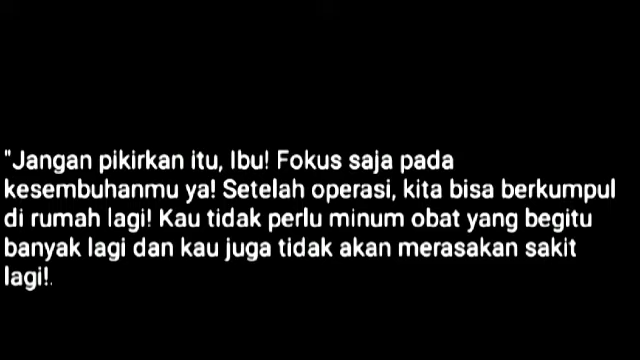 "Jangan pikirkan itu, Ibu! Fokus saja pada
kesembuhanmu ya! Setelah operasi, kita bisa berkumpul
di rumah lagi! Kau tidak perlu minum obat yang begitu
banyak lagi dan kau juga tidak akan merasakan sakit
lagi!.